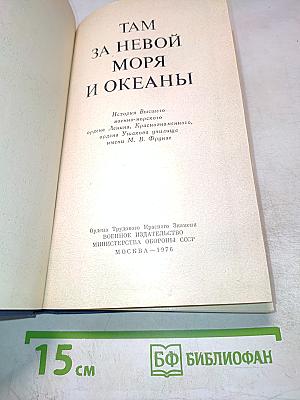 ТАМ
ЗА НЕВОЙ
МОРЯ
И ОКЕАНЫ
История Высшего
военно-морского
ордена Ленина, Краснознаменного,
ордена Ушакова училища
имени М. В. Фрунзе
Ордена Трудового Красного Знамени
ВОЕННОЕ ИЗДАТЕЛЬСТВО
МИНИСТЕРСТВА ОБОРОНЫ СССР
МОСКВА—1976
15 см
БФ БИБЛИОФАН